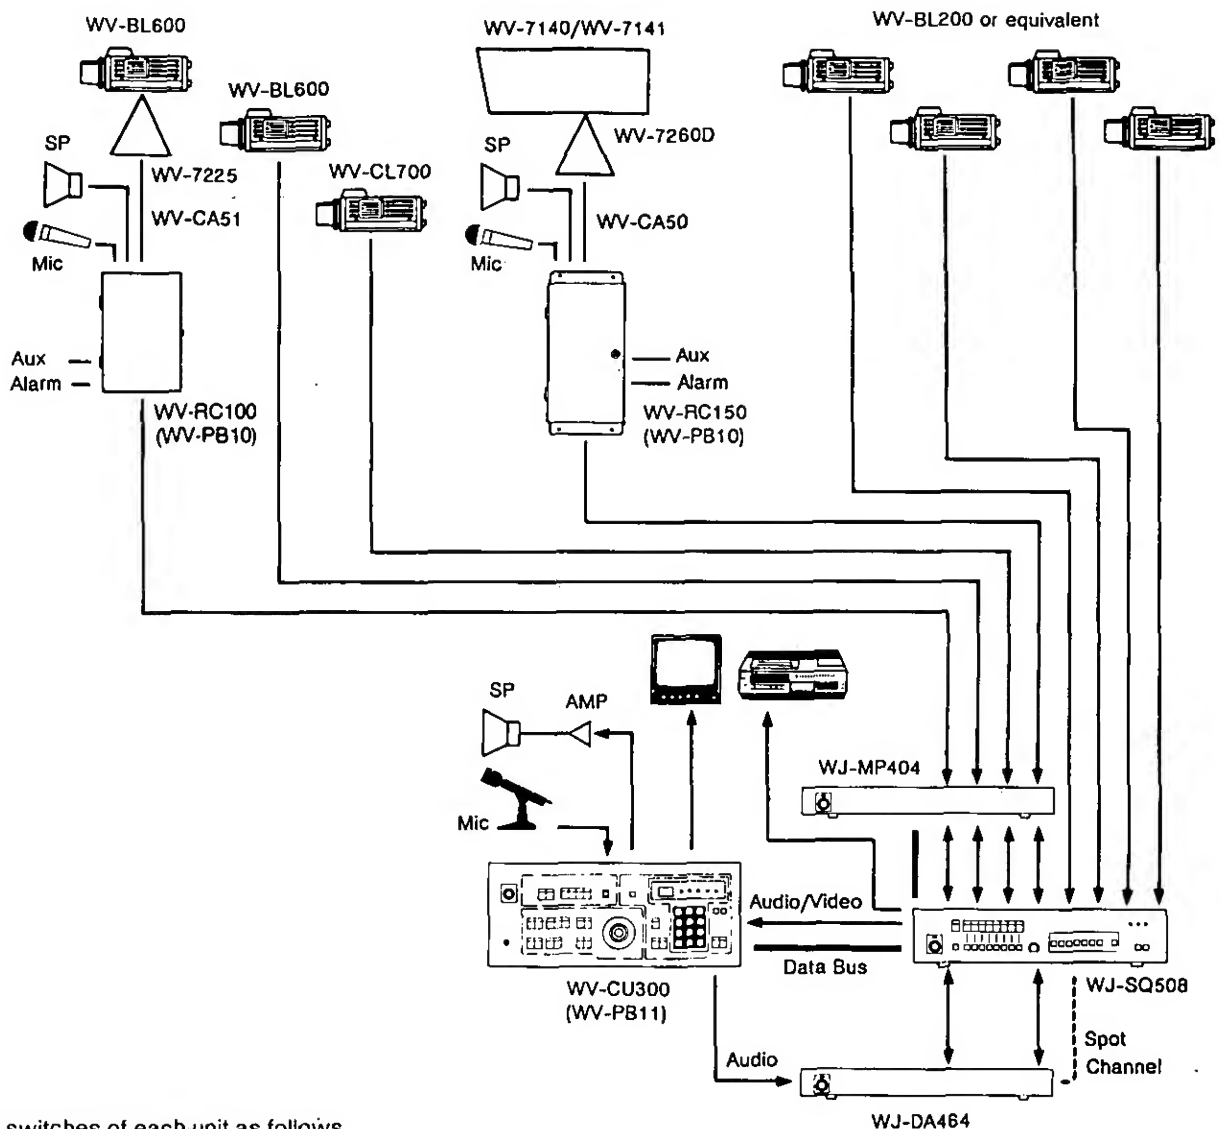 WV-BL600
WV-7140/WV-7141
WV-BL200 or equivalent
WV-BL600
SP
WV-7225
WV-CA51
Mic
WV-CL700
SP
WV-7260D
WV-CA50
Mic
Aux
Alarm
WV-RC100
(WV-PB10)
Aux
Alarm
WV-RC150
(WV-PB10)
SP
AMP
Mic
WJ-MP404
Audio/Video
Data Bus
WV-CU300
(WV-PB11)
WJ-SQ508
Audio
Spot
Channel
WJ-DA464
switches of each unit as follows